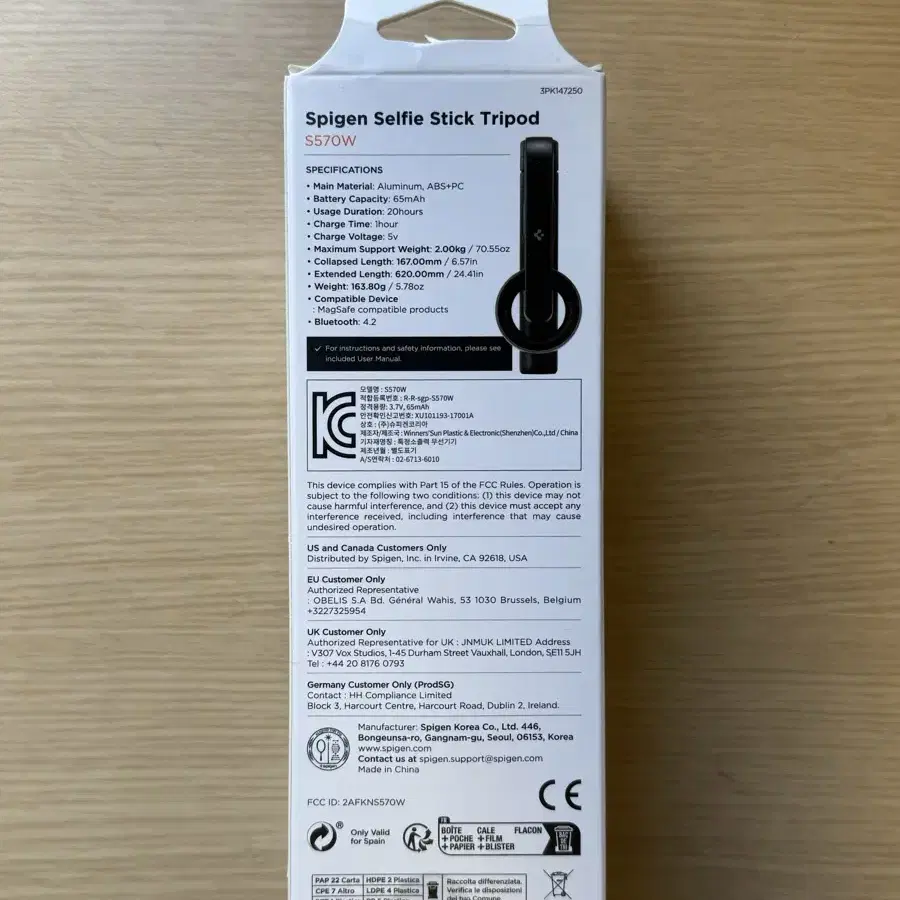 3PK147250
Spigen Selfie Stick Tripod
S570W
SPECIFICATIONS
• Main Material: Aluminum, ABS+PC
• Battery Capacity: 65mAh
• Usage Duration: 20hours
• Charge Time: 1hour
• Charge Voltage: 5v
• Maximum Support Weight: 2.00kg / 70.55oz
• Collapsed Length: 167.00mm / 6.57in
• Extended Length: 620.00mm / 24.41in
• Weight: 163.80g / 5.78oz
• Compatible Device
: MagSafe compatible products
• Bluetooth: 4.2
✓ For instructions and safety information, please see
included User Manual.
모델명 : S570W
적합등록번호 : R-R-sgp-S570W
정격용량: 3.7V, 65mAh
안전확인신고번호: XU101193-17001A
상호 : (주)슈피겐코리아
제조자/제조국 : Winners'Sun Plastic & Electronic(Shenzhen)Co.,Ltd / China
기자재명칭 : 특정소출력 무선기기
제조년월 : 별도표기
A/S연락처 : 02-6713-6010
This device complies with Part 15 of the FCC Rules. Operation is
subject to the following two conditions: (1) this device may not
cause harmful interference, and (2) this device must accept any
interference received, including interference that may cause
undesired operation.
US and Canada Customers Only
Distributed by Spigen, Inc. in Irvine, CA 92618, USA
EU Customer Only
Authorized Representative
: OBELIS S.A Bd. Général Wahis, 53 1030 Brussels, Belgium
+3227325954
UK Customer Only
Authorized Representative for UK : JNMUK LIMITED Address
: V307 Vox Studios, 1-45 Durham Street Vauxhall, London, SE11 5JH
Tel : +44 20 8176 0793
Germany Customer Only (ProdSG)
Contact : HH Compliance Limited
Block 3, Harcourt Centre, Harcourt Road, Dublin 2, Ireland.
Manufacturer: Spigen Korea Co., Ltd. 446,
Bongeunsa-ro, Gangnam-gu, Seoul, 06153, Korea
www.spigen.com
Contact us at spigen.support@spigen.com
Made in China
CE
FCC ID: 2AFKNS570W
Only Valid
for Spain
FR
BOÎTE CALE FLACON
+ POCHE + FILM
+ PAPIER + BLISTER
BAC DE TRI
PAP 22 Carta HDPE 2 Plastica
CPE 7 Altro LDPE 4 Plastica
Raccolta differenziata.
Verifica le disposizioni
del tuo Comune